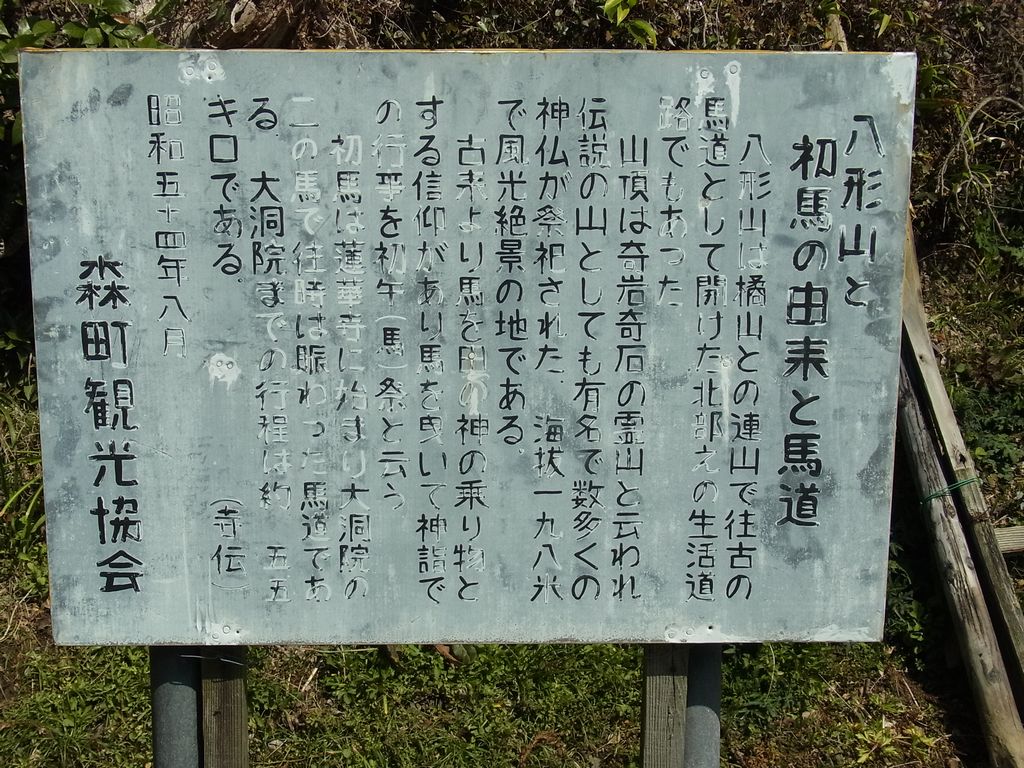 八形山と
初馬の由来と馬道
八形山は橘山との連山で往古の
馬道として開けた北部えの生活道
路でもあった
山頂は奇岩奇石の霊山と云われ
伝説の山としても有名で数多くの
神仏が祭祀された.海抜一九八米
で風光絶景の地である.
古来より馬を田の神の乗り物と
する信仰があり馬を曳いて神詣で
の行事を初午(馬)祭と云う
初馬は蓮華寺に始まり大洞院の
二の馬で往時は賑わった馬道であ
る 大洞院までの行程は約 五五
キロである. (寺伝)
昭和五十四年八月
森町観光協会